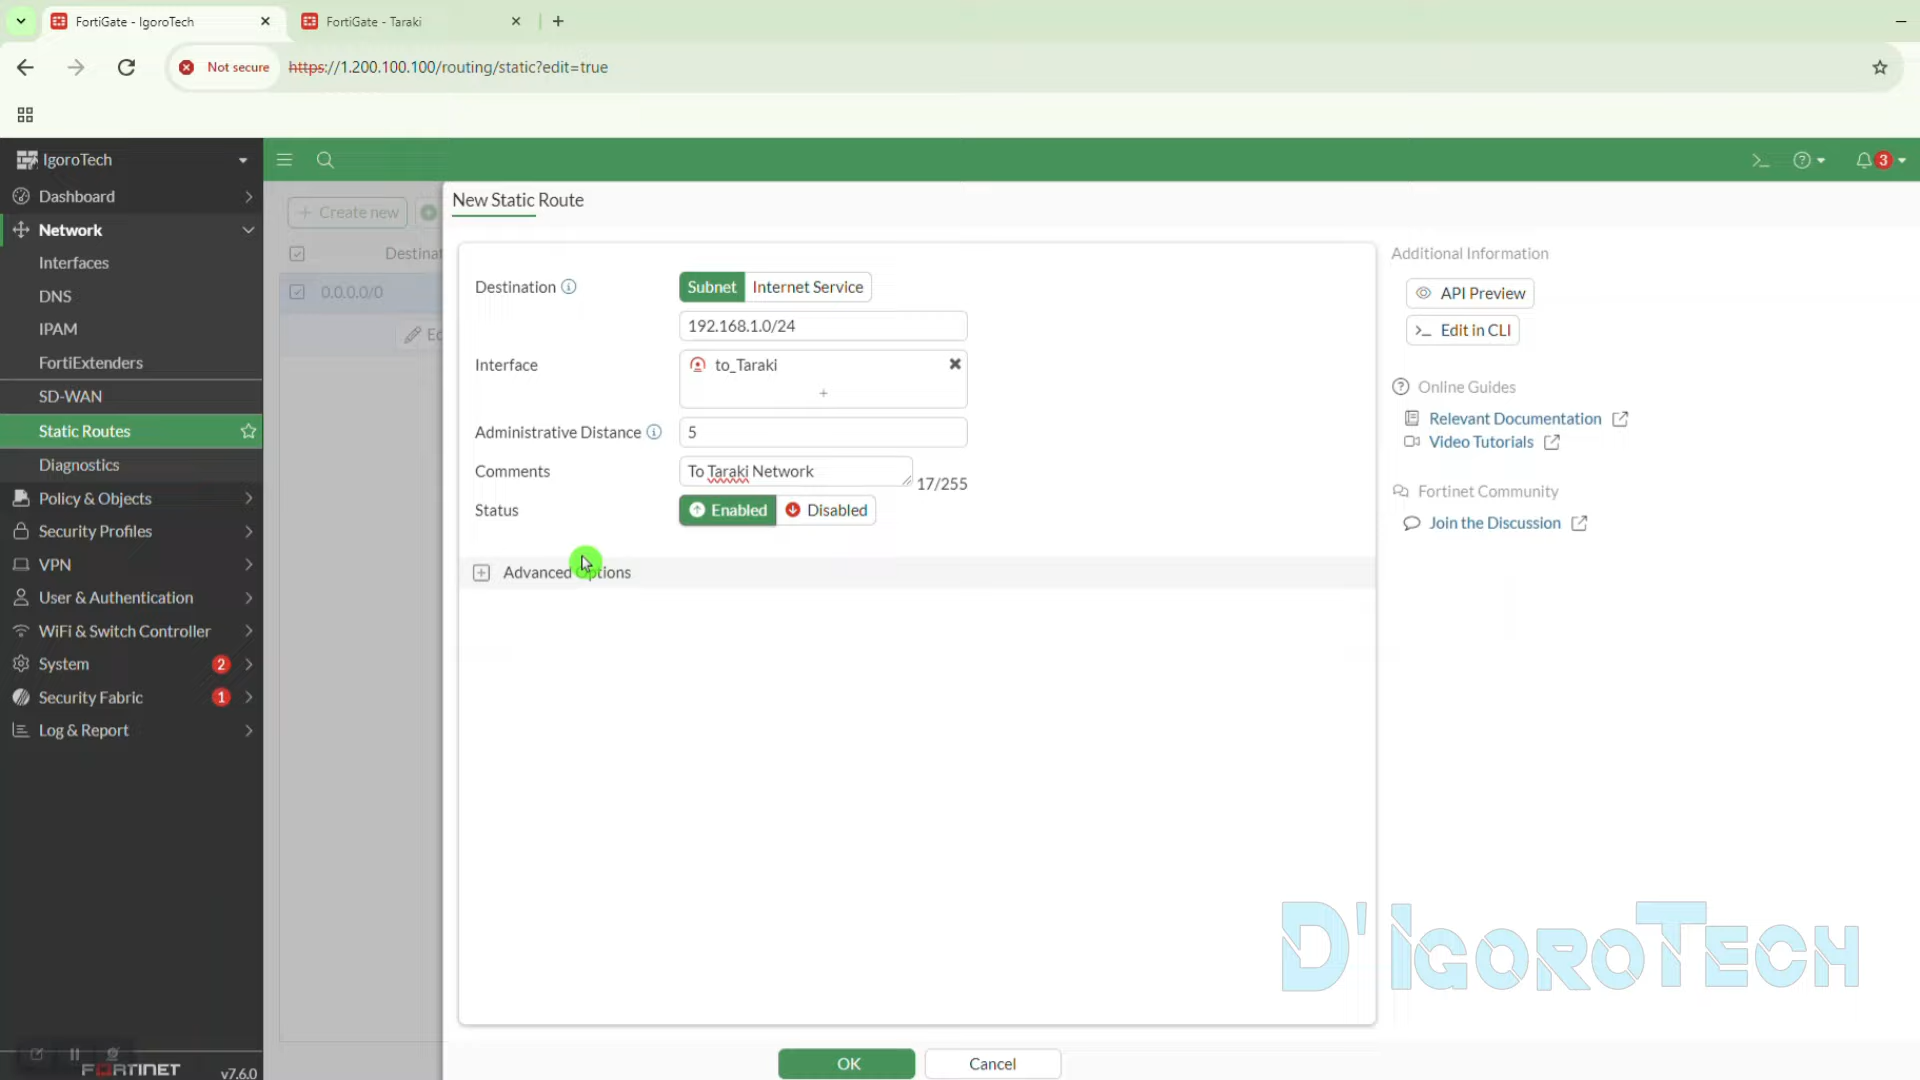 FortiGate - IgoroTech
FortiGate - Taraki
Not secure
https://1.200.100.100/routing/static?edit=true
IgoroTech
3
Dashboard
Network
Interfaces
DNS
IPAM
FortiExtenders
SD-WAN
Static Routes
Diagnostics
Policy & Objects
Security Profiles
VPN
User & Authentication
WiFi & Switch Controller
System 2
Security Fabric 1
Log & Report
FORTINET v7.6.0
+ Create new
Destinat
0.0.0.0/0
Ed
New Static Route
Destination
Subnet Internet Service
192.168.1.0/24
Interface
to_Taraki
+
Administrative Distance
5
Comments
To Taraki Network
17/255
Status
Enabled Disabled
Advanced Options
OK Cancel
Additional Information
API Preview
>_ Edit in CLI
Online Guides
Relevant Documentation
Video Tutorials
Fortinet Community
Join the Discussion
D'IGOROTECH